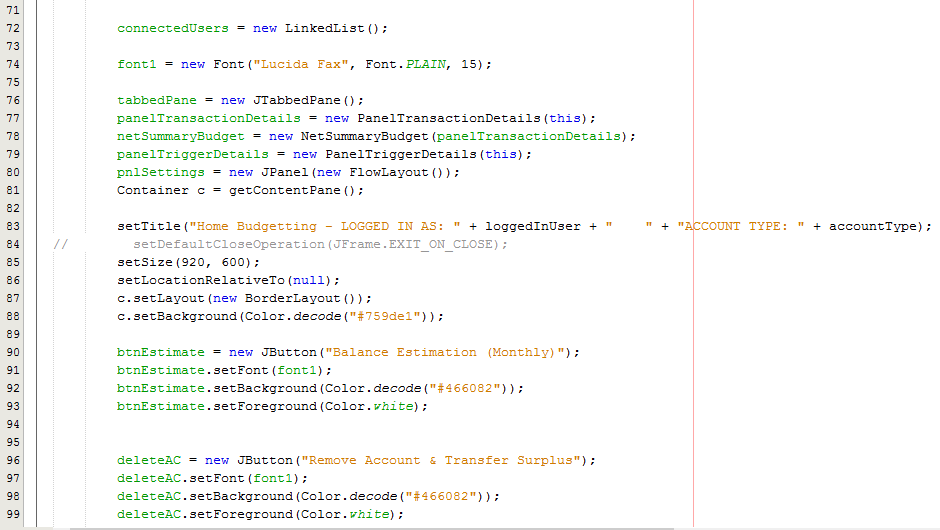 71
72 connectedUsers = new LinkedList();
73
74 font1 = new Font("Lucida Fax", Font.PLAIN, 15);
75
76 tabbedPane = new JTabbedPane();
77 panelTransactionDetails = new PanelTransactionDetails(this);
78 netSummaryBudget = new NetSummaryBudget(panelTransactionDetails);
79 panelTriggerDetails = new PanelTriggerDetails(this);
80 pnlSettings = new JPanel(new FlowLayout());
81 Container c = getContentPane();
82
83 setTitle("Home Budgetting - LOGGED IN AS: " + loggedInUser + "    " + "ACCOUNT TYPE: " + accountType);
84 //        setDefaultCloseOperation(JFrame.EXIT_ON_CLOSE);
85 setSize(920, 600);
86 setLocationRelativeTo(null);
87 c.setLayout(new BorderLayout());
88 c.setBackground(Color.decode("#759de1"));
89
90 btnEstimate = new JButton("Balance Estimation (Monthly)");
91 btnEstimate.setFont(font1);
92 btnEstimate.setBackground(Color.decode("#466082"));
93 btnEstimate.setForeground(Color.white);
94
95
96 deleteAC = new JButton("Remove Account & Transfer Surplus");
97 deleteAC.setFont(font1);
98 deleteAC.setBackground(Color.decode("#466082"));
99 deleteAC.setForeground(Color.white);